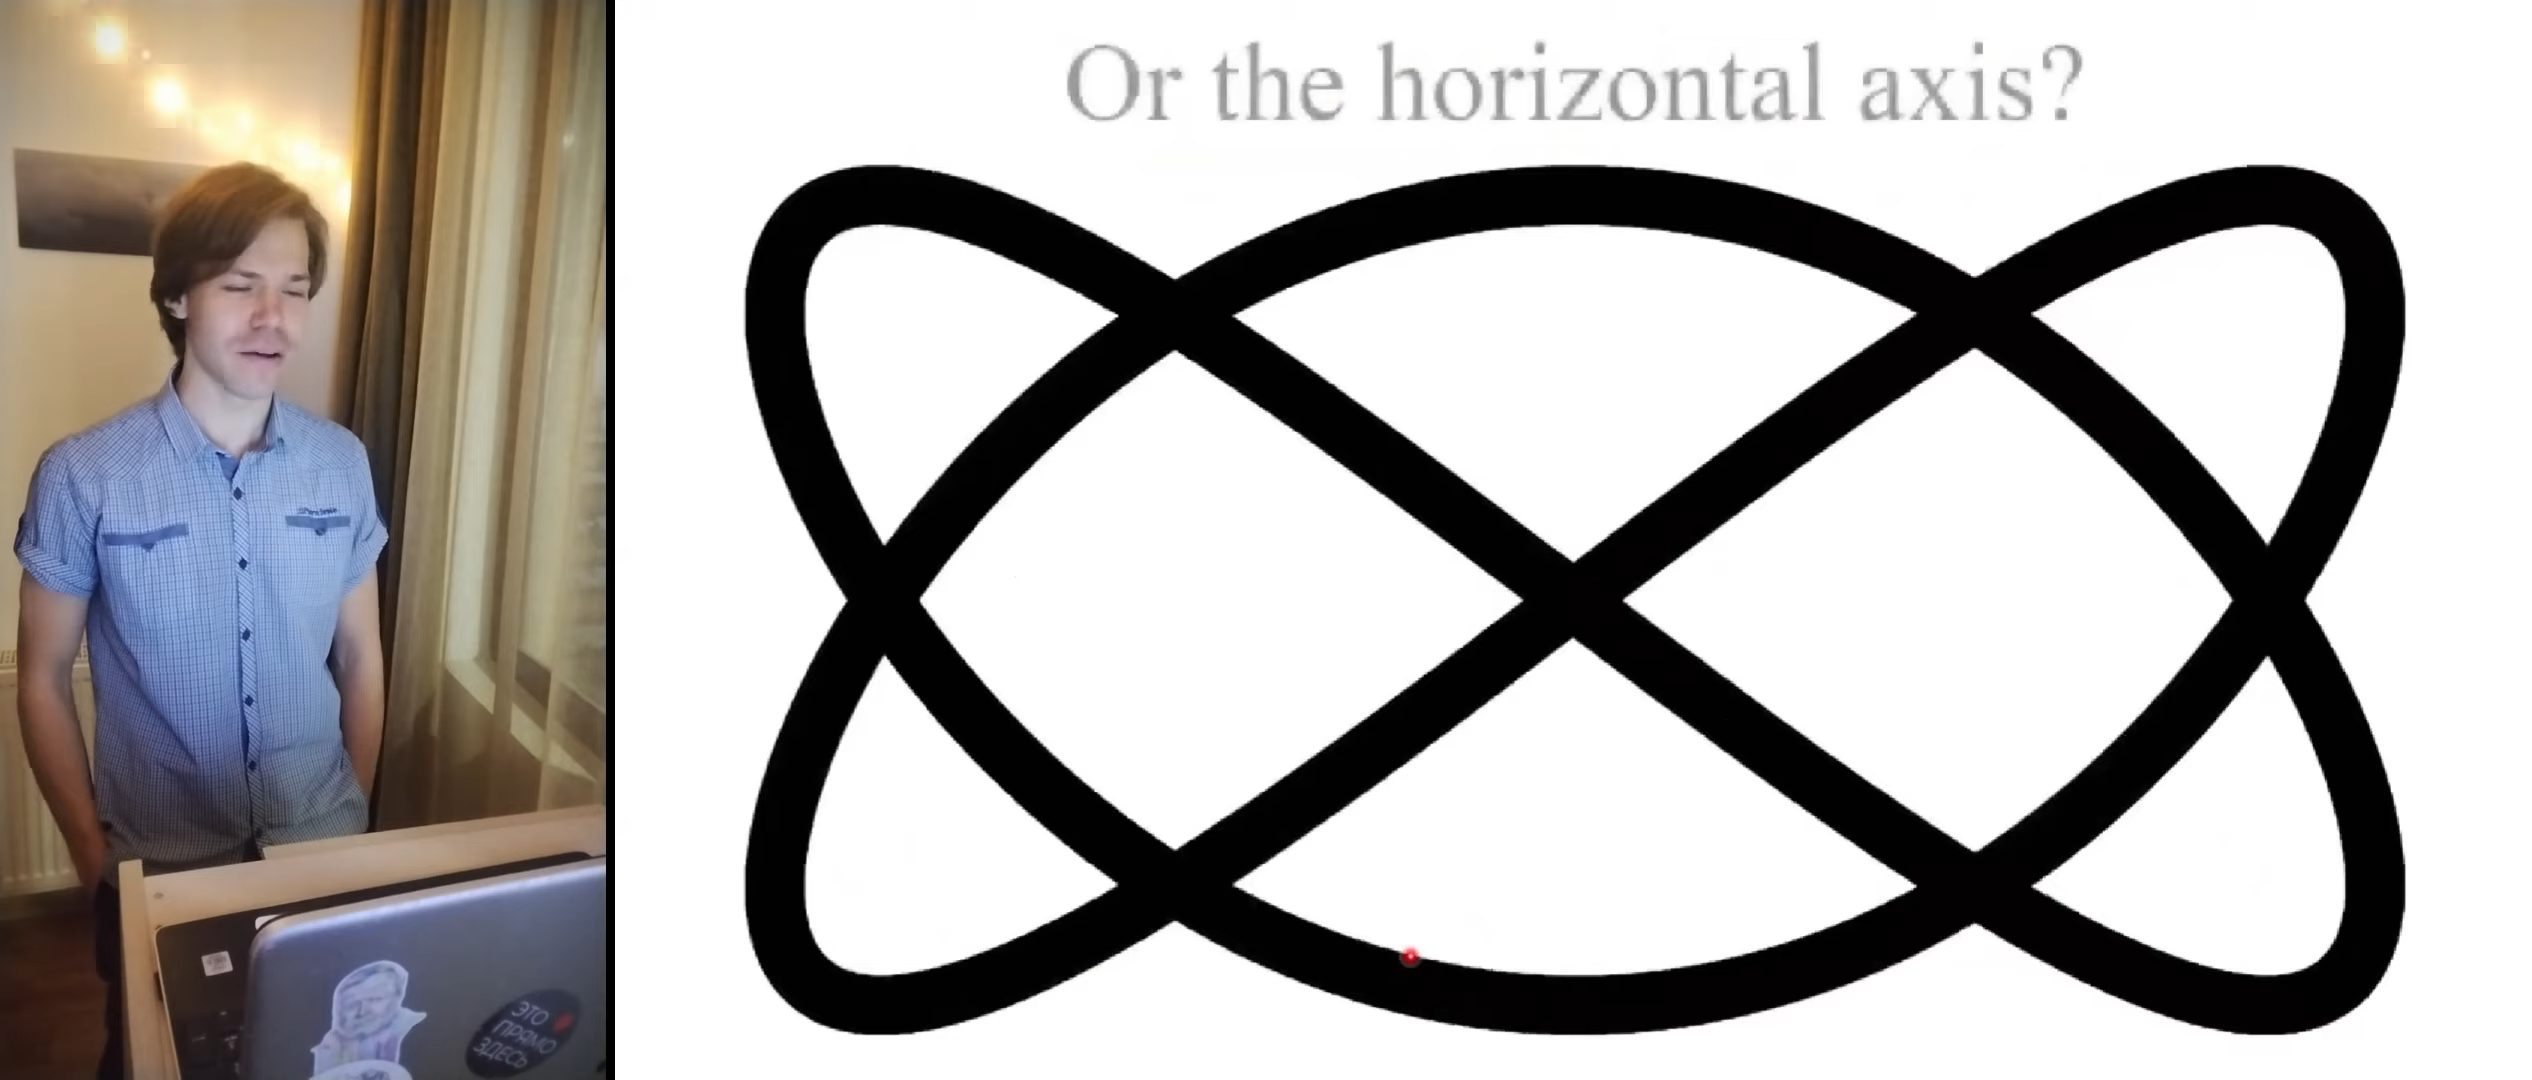 Or the horizontal axis?
ЭТО
ПРЯМО
ЗДЕСЬ